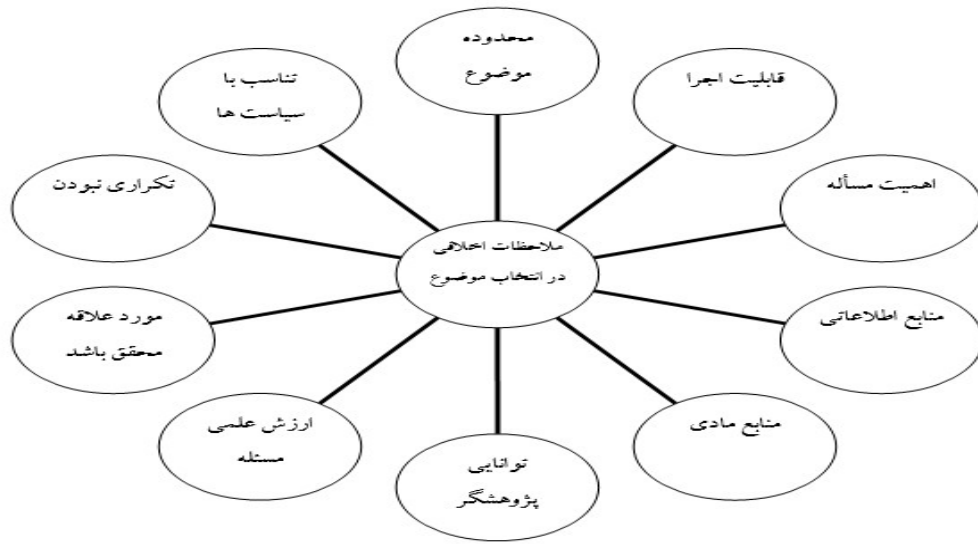 محدوده
موضوع
قابلیت اجرا
اهمیت مسأله
منابع اطلاعاتی
منابع مادی
توانایی
پژوهشگر
ارزش علمی
مسئله
مورد علاقه
محقق باشد
تکراری نبودن
تناسب با
سیاست ها
ملاحظات اخلاقی
در انتخاب موضوع